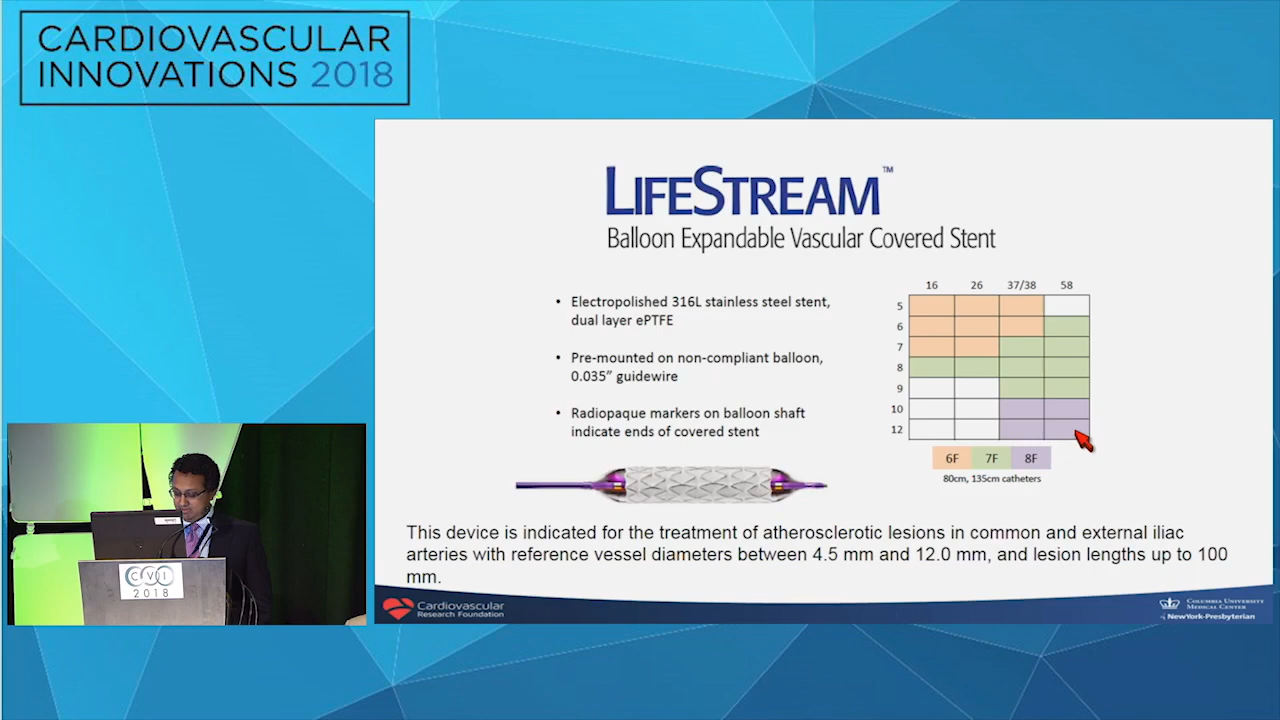 CARDIOVASCULAR
INNOVATIONS 2018
LIFESTREAM™
Balloon Expandable Vascular Covered Stent
• Electropolished 316L stainless steel stent,
dual layer ePTFE
• Pre-mounted on non-compliant balloon,
0.035” guidewire
• Radiopaque markers on balloon shaft
indicate ends of covered stent
16 26 37/38 58
5
6
7
8
9
10
12
6F 7F 8F
80cm, 135cm catheters
This device is indicated for the treatment of atherosclerotic lesions in common and external iliac
arteries with reference vessel diameters between 4.5 mm and 12.0 mm, and lesion lengths up to 100
mm.
Cardiovascular
Research Foundation
COLUMBIA UNIVERSITY
MEDICAL CENTER
NewYork-Presbyterian
CVI
2018